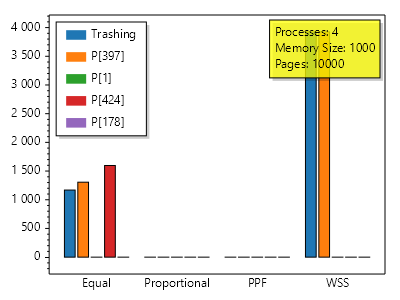 4 000
3 500
3 000
2 500
2 000
1 500
1 000
500
0
Trashing
P[397]
P[1]
P[424]
P[178]
Processes: 4
Memory Size: 1000
Pages: 10000
Equal
Proportional
PPF
WSS